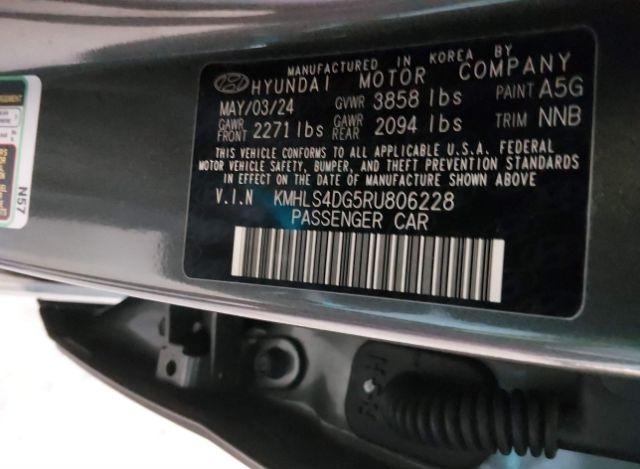 MANUFACTURED IN KOREA BY
HYUNDAI MOTOR COMPANY
MAY/03/24 GVWR 3858 lbs PAINT A5G
GAWR FRONT 2271 lbs GAWR REAR 2094 lbs TRIM NNB
THIS VEHICLE CONFORMS TO ALL APPLICABLE U.S.A. FEDERAL
MOTOR VEHICLE SAFETY, BUMPER, AND THEFT PREVENTION STANDARDS
IN EFFECT ON THE DATE OF MANUFACTURE SHOWN ABOVE
V.I.N KMHLS4DG5RU806228
PASSENGER CAR
N57